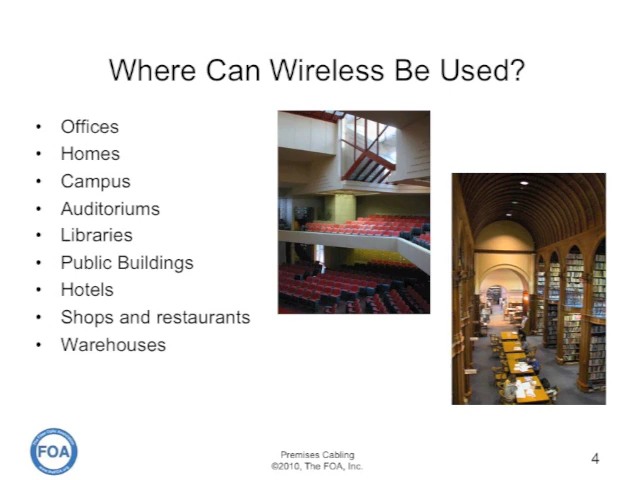 Where Can Wireless Be Used?
• Offices
• Homes
• Campus
• Auditoriums
• Libraries
• Public Buildings
• Hotels
• Shops and restaurants
• Warehouses
FOA
Premises Cabling
©2010, The FOA, Inc.
4